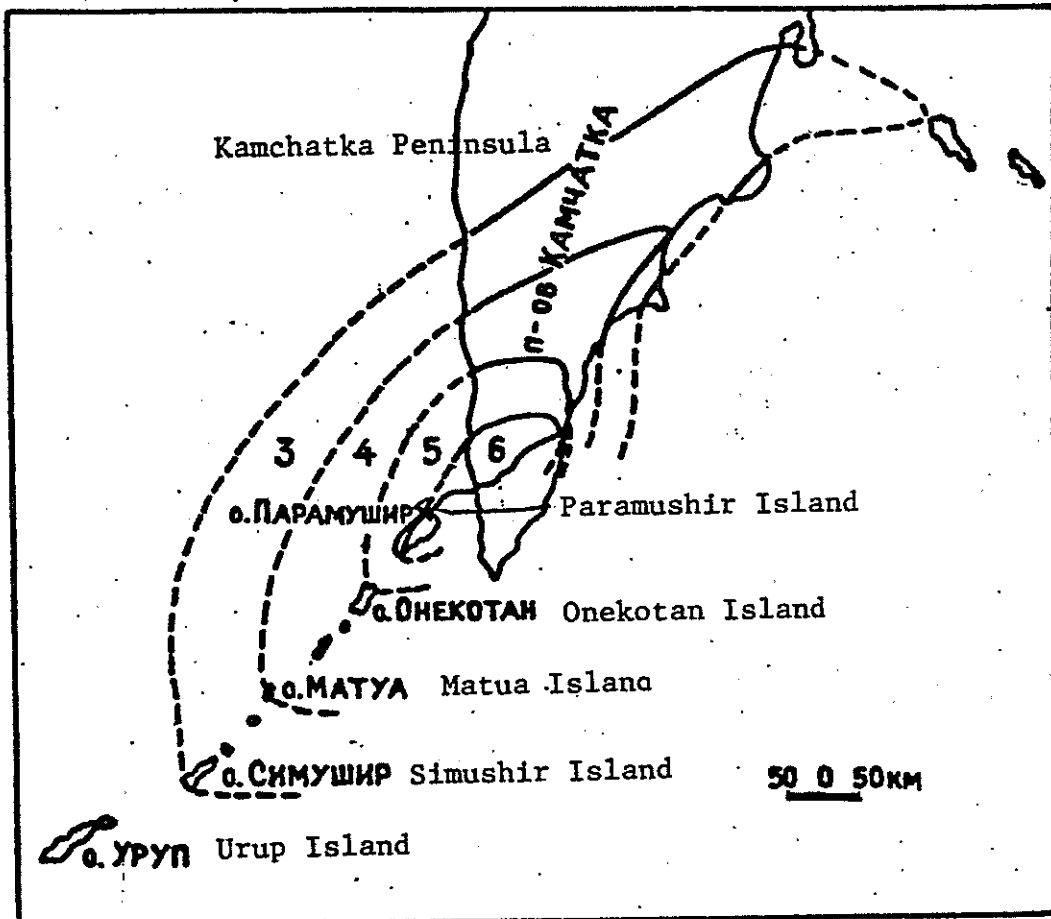 Kamchatka Peninsula
П-ОВ КАМЧАТКА
3 4 5 6
о.ПАРАМУШИР Paramushir Island
о.ОНЕКОТАН Onekotan Island
о.МАТУА Matua Island
о.СИМУШИР Simushir Island
50 0 50КМ
о.УРУП Urup Island